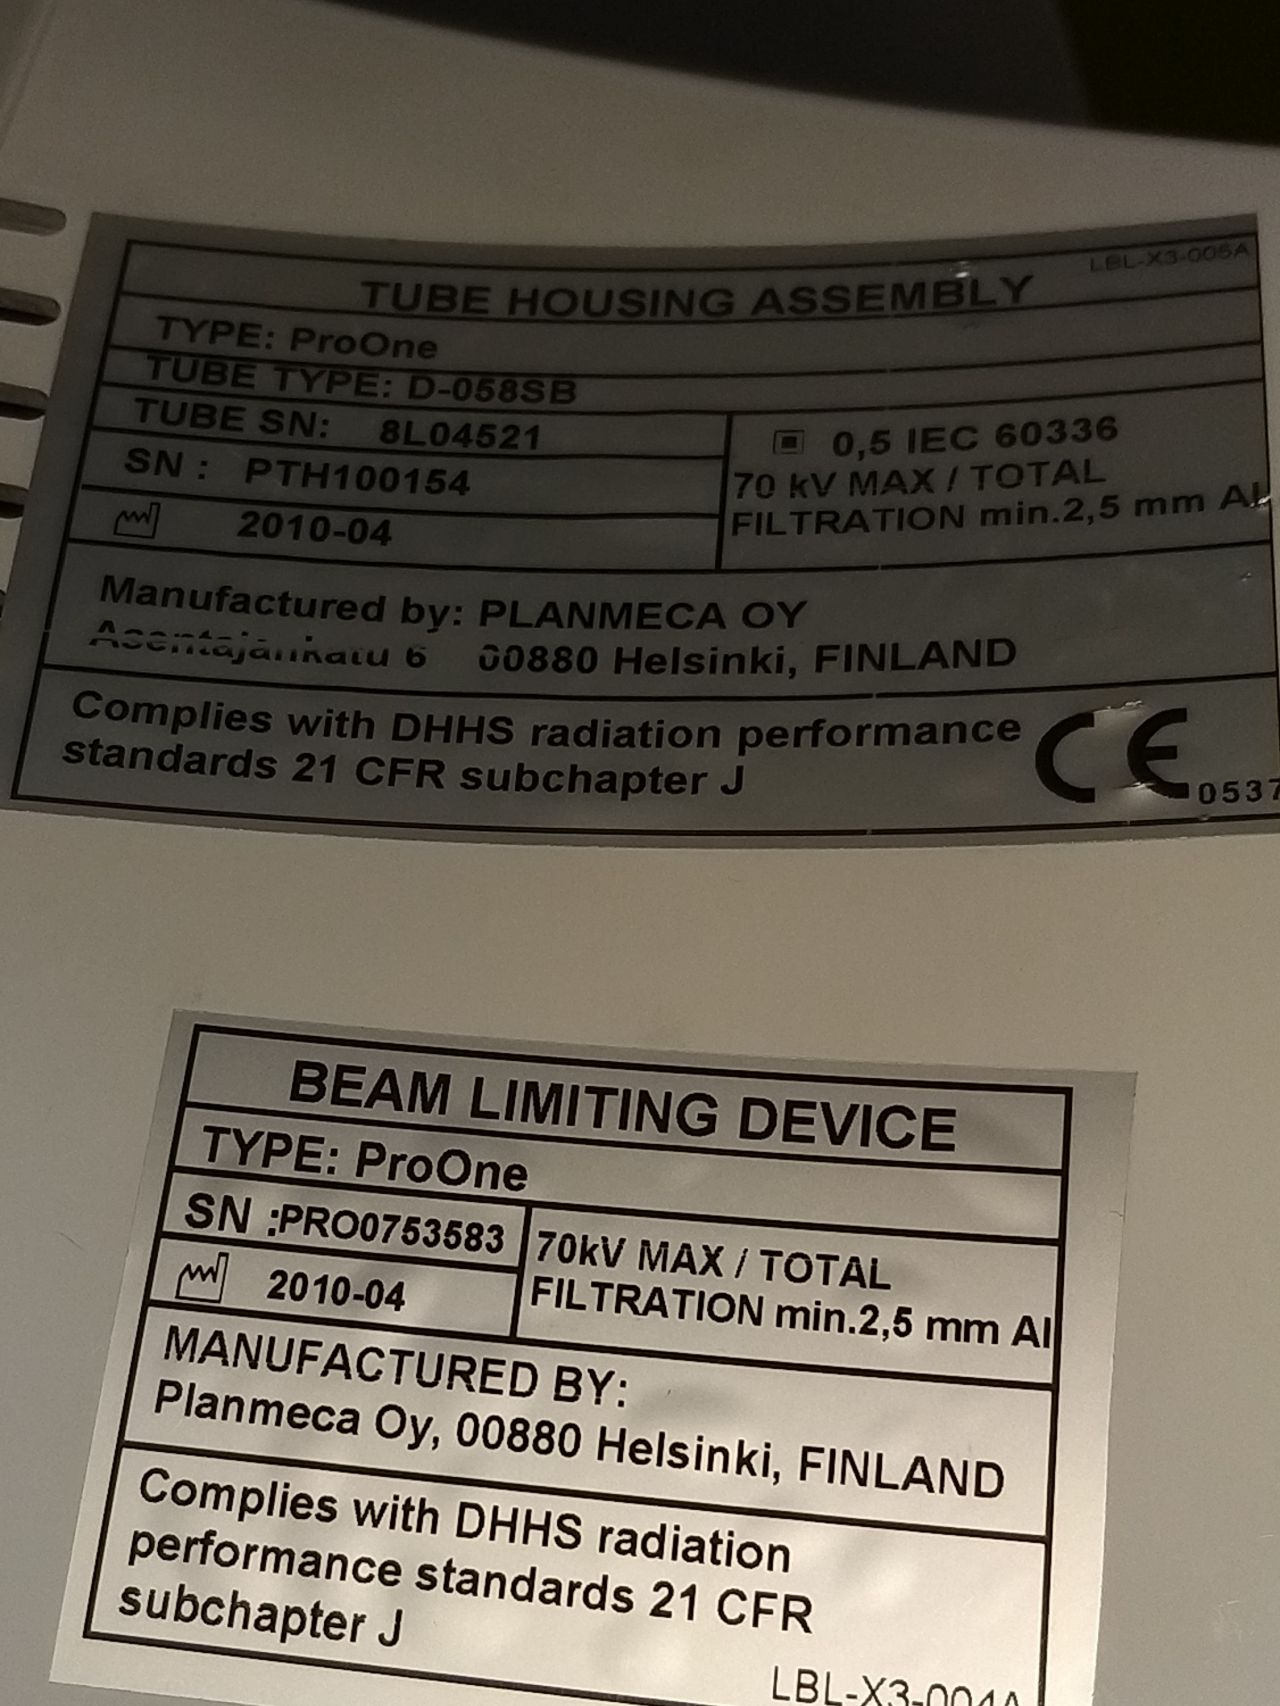 LBL-X3-005A
TUBE HOUSING ASSEMBLY
TYPE: ProOne
TUBE TYPE: D-058SB
TUBE SN: 8L04521
SN : PTH100154
2010-04
0,5 IEC 60336
70 kV MAX / TOTAL
FILTRATION min.2,5 mm Al
Manufactured by: PLANMECA OY
Asentajankatu 6 00880 Helsinki, FINLAND
Complies with DHHS radiation performance
standards 21 CFR subchapter J
CE 0537
BEAM LIMITING DEVICE
TYPE: ProOne
SN :PRO0753583
2010-04
70kV MAX / TOTAL
FILTRATION min.2,5 mm Al
MANUFACTURED BY:
Planmeca Oy, 00880 Helsinki, FINLAND
Complies with DHHS radiation
performance standards 21 CFR
subchapter J
LBL-X3-004A